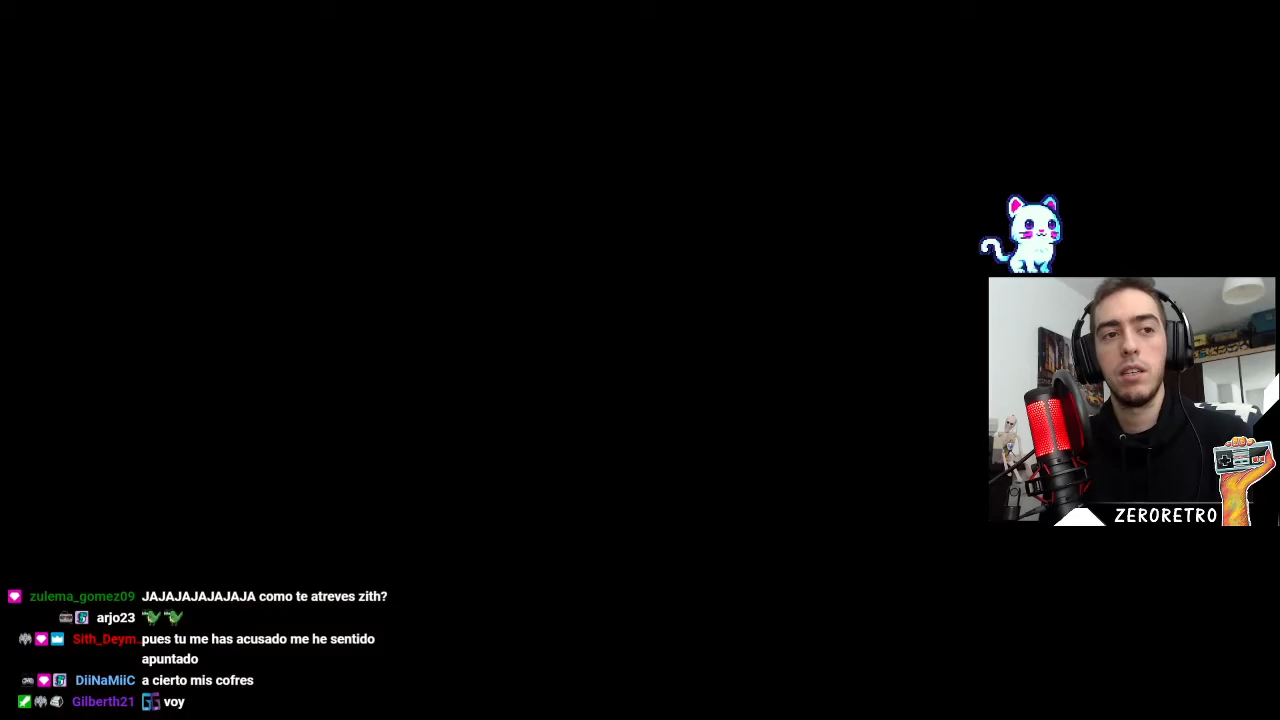 ZERORETRO
zulema_gomez09 JAJAJAJAJAJAJA como te atreves zith?
arjo23
Sith_Deym.. pues tu me has acusado me he sentido
apuntado
DiiNaMiiC a cierto mis cofres
Gilberth21 voy